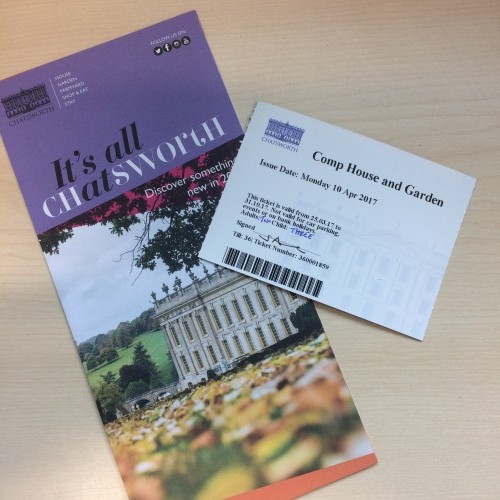 FOLLOW US ON:
HOUSE
GARDEN
FARMYARD
SHOP & EAT
STAY
CHATSWORTH
It's all
CHatSWORTH
Discover something
new in 20
CHATSWORTH
Comp House and Garden
Issue Date: Monday 10 Apr 2017
This ticket is valid from 25.03.17 to
31.10.17. Not valid for car parking,
events or on bank holidays.
Adults: Two Child: THREE
Signed
Till: 36: Ticket Number: 360001859